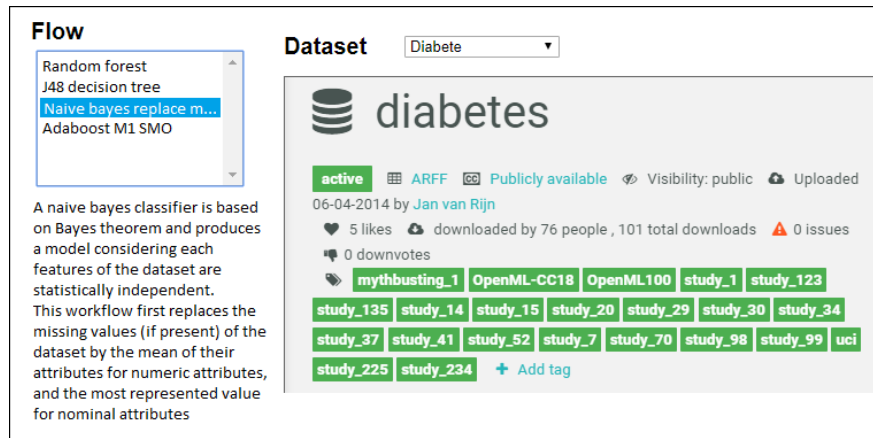 Flow
Random forest
J48 decision tree
Naive bayes replace m...
Adaboost M1 SMO
A naive bayes classifier is based
on Bayes theorem and produces
a model considering each
features of the dataset are
statistically independent.
This workflow first replaces the
missing values (if present) of the
dataset by the mean of their
attributes for numeric attributes,
and the most represented value
for nominal attributes
Dataset Diabete
diabetes
active ARFF CC Publicly available Visibility: public Uploaded
06-04-2014 by Jan van Rijn
5 likes downloaded by 76 people , 101 total downloads 0 issues
0 downvotes
mythbusting_1 OpenML-CC18 OpenML100 study_1 study_123
study_135 study_14 study_15 study_20 study_29 study_30 study_34
study_37 study_41 study_52 study_7 study_70 study_98 study_99 uci
study_225 study_234 + Add tag